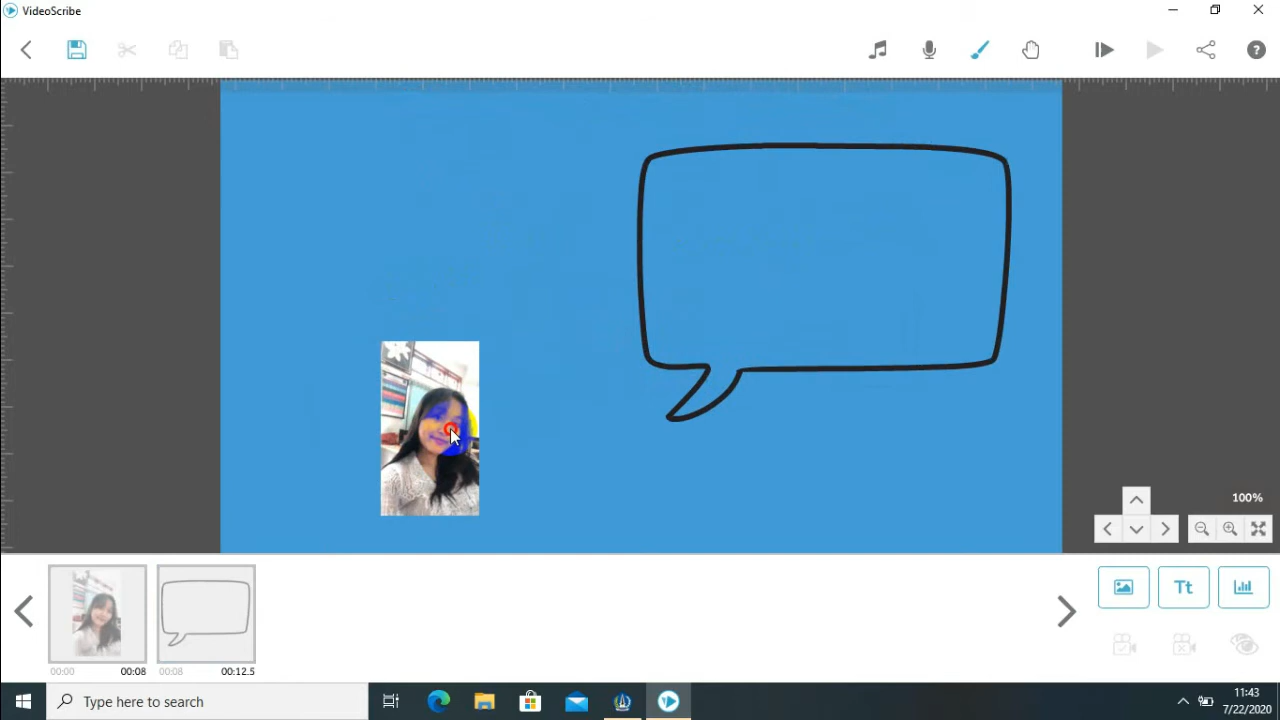 VideoScribe
?
100%
Tt
00:00 00:08
00:08 00:12.5
Type here to search
11:43
7/22/2020